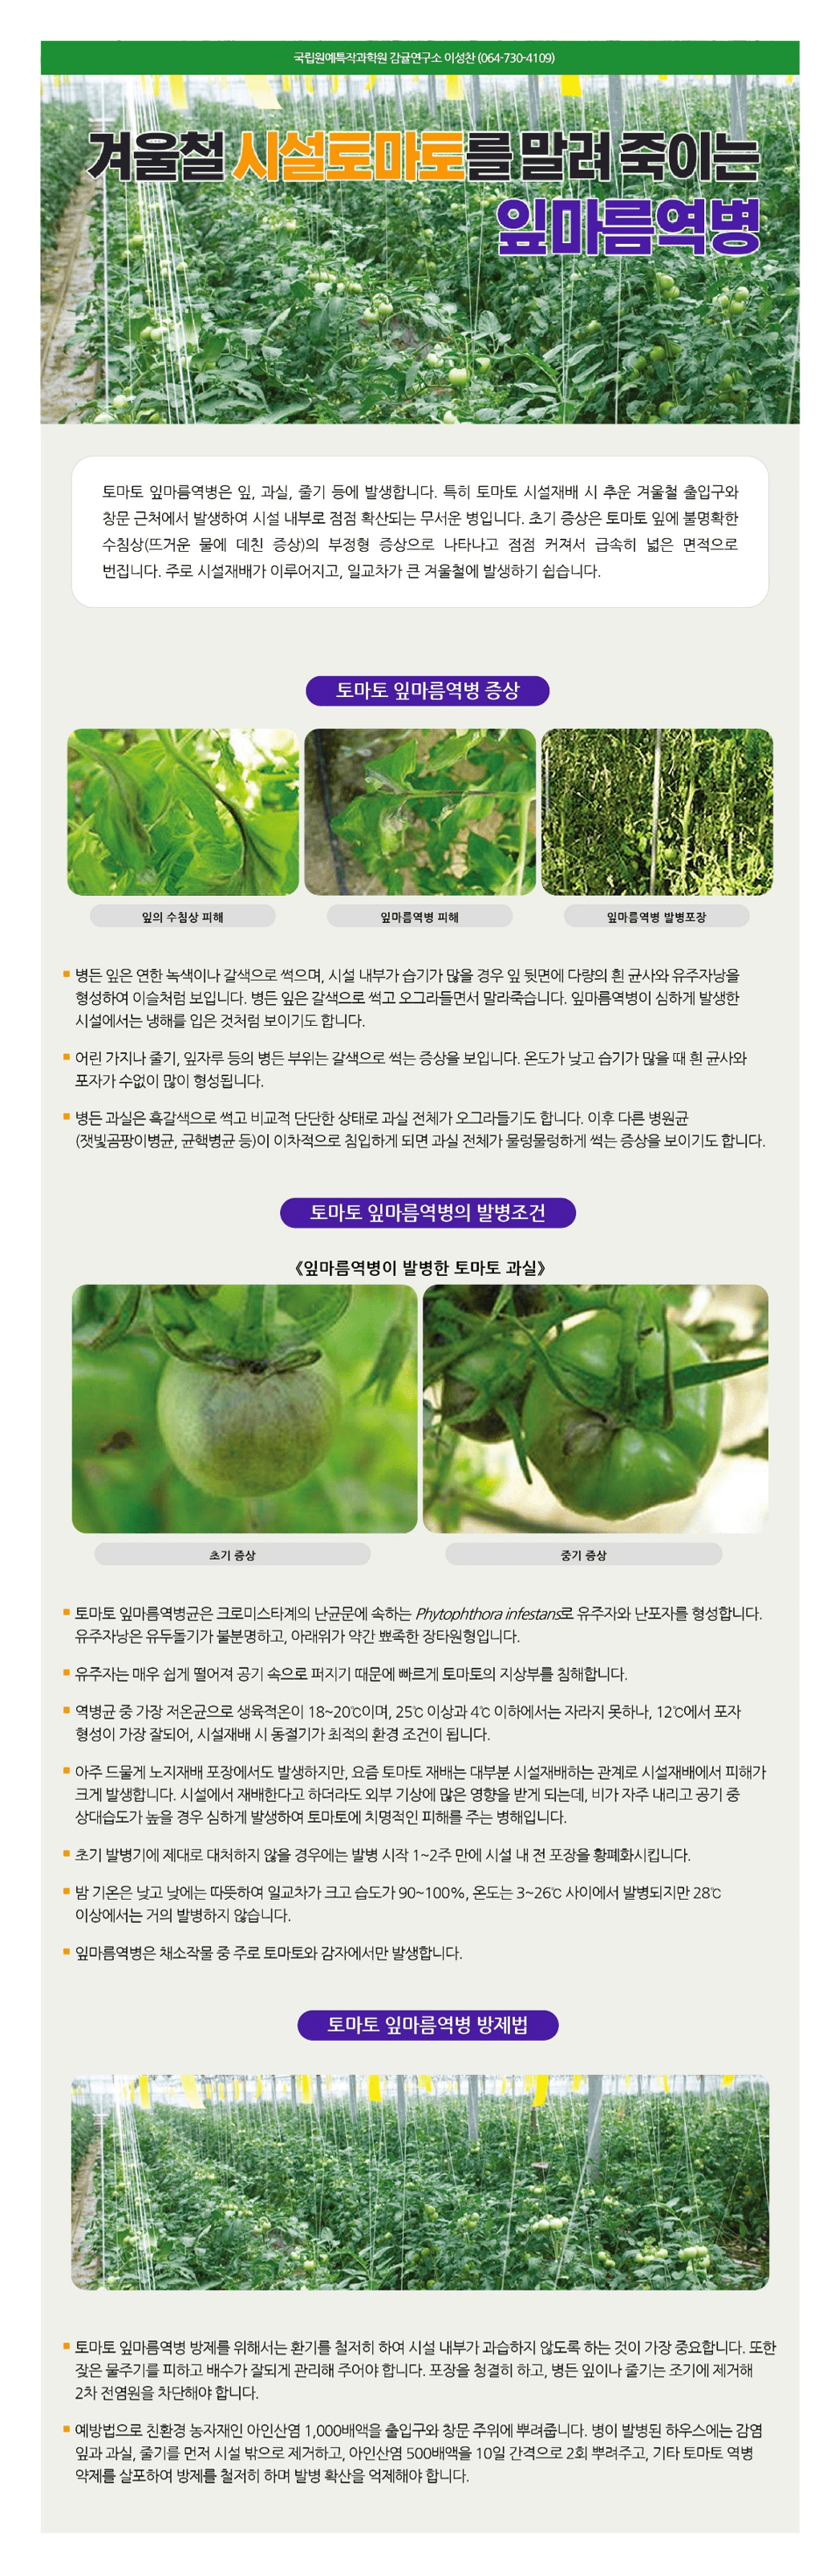 국립원예특작과학원 감귤연구소 이성찬 (064-730-4109)
겨울철 시설토마토를 말려 죽이는
잎마름역병
토마토 잎마름역병은 잎, 과실, 줄기 등에 발생합니다. 특히 토마토 시설재배 시 추운 겨울철 출입구와
창문 근처에서 발생하여 시설 내부로 점점 확산되는 무서운 병입니다. 초기 증상은 토마토 잎에 불명확한
수침상(뜨거운 물에 데친 증상)의 부정형 증상으로 나타나고 점점 커져서 급속히 넓은 면적으로
번집니다. 주로 시설재배가 이루어지고, 일교차가 큰 겨울철에 발생하기 쉽습니다.
토마토 잎마름역병 증상
잎의 수침상 피해
잎마름역병 피해
잎마름역병 발병포장
병든 잎은 연한 녹색이나 갈색으로 썩으며, 시설 내부가 습기가 많을 경우 잎 뒷면에 다량의 흰 균사와 유주자낭을
형성하여 이슬처럼 보입니다. 병든 잎은 갈색으로 썩고 오그라들면서 말라죽습니다. 잎마름역병이 심하게 발생한
시설에서는 냉해를 입은 것처럼 보이기도 합니다.
어린 가지나 줄기, 잎자루 등의 병든 부위는 갈색으로 썩는 증상을 보입니다. 온도가 낮고 습기가 많을 때 흰 균사와
포자가 수없이 많이 형성됩니다.
병든 과실은 흑갈색으로 썩고 비교적 단단한 상태로 과실 전체가 오그라들기도 합니다. 이후 다른 병원균
(잿빛곰팡이병균, 균핵병균 등)이 이차적으로 침입하게 되면 과실 전체가 물렁물렁하게 썩는 증상을 보이기도 합니다.
토마토 잎마름역병의 발병조건
《잎마름역병이 발병한 토마토 과실》
초기 증상
중기 증상
토마토 잎마름역병균은 크로미스타계의 난균문에 속하는 Phytophthora infestans로 유주자와 난포자를 형성합니다.
유주자낭은 유두돌기가 불분명하고, 아래위가 약간 뾰족한 장타원형입니다.
유주자는 매우 쉽게 떨어져 공기 속으로 퍼지기 때문에 빠르게 토마토의 지상부를 침해합니다.
역병균 중 가장 저온균으로 생육적온이 18~20℃이며, 25℃ 이상과 4℃ 이하에서는 자라지 못하나, 12℃에서 포자
형성이 가장 잘되어, 시설재배 시 동절기가 최적의 환경 조건이 됩니다.
아주 드물게 노지재배 포장에서도 발생하지만, 요즘 토마토 재배는 대부분 시설재배하는 관계로 시설재배에서 피해가
크게 발생합니다. 시설에서 재배한다고 하더라도 외부 기상에 많은 영향을 받게 되는데, 비가 자주 내리고 공기 중
상대습도가 높을 경우 심하게 발생하여 토마토에 치명적인 피해를 주는 병해입니다.
초기 발병기에 제대로 대처하지 않을 경우에는 발병 시작 1~2주 만에 시설 내 전 포장을 황폐화시킵니다.
밤 기온은 낮고 낮에는 따뜻하여 일교차가 크고 습도가 90~100%, 온도는 3~26℃ 사이에서 발병되지만 28℃
이상에서는 거의 발병하지 않습니다.
잎마름역병은 채소작물 중 주로 토마토와 감자에서만 발생합니다.
토마토 잎마름역병 방제법
토마토 잎마름역병 방제를 위해서는 환기를 철저히 하여 시설 내부가 과습하지 않도록 하는 것이 가장 중요합니다. 또한
잦은 물주기를 피하고 배수가 잘되게 관리해 주어야 합니다. 포장을 청결히 하고, 병든 잎이나 줄기는 조기에 제거해
2차 전염원을 차단해야 합니다.
예방법으로 친환경 농자재인 아인산염 1,000배액을 출입구와 창문 주위에 뿌려줍니다. 병이 발병된 하우스에는 감염
잎과 과실, 줄기를 먼저 시설 밖으로 제거하고, 아인산염 500배액을 10일 간격으로 2회 뿌려주고, 기타 토마토 역병
약제를 살포하여 방제를 철저히 하며 발병 확산을 억제해야 합니다.